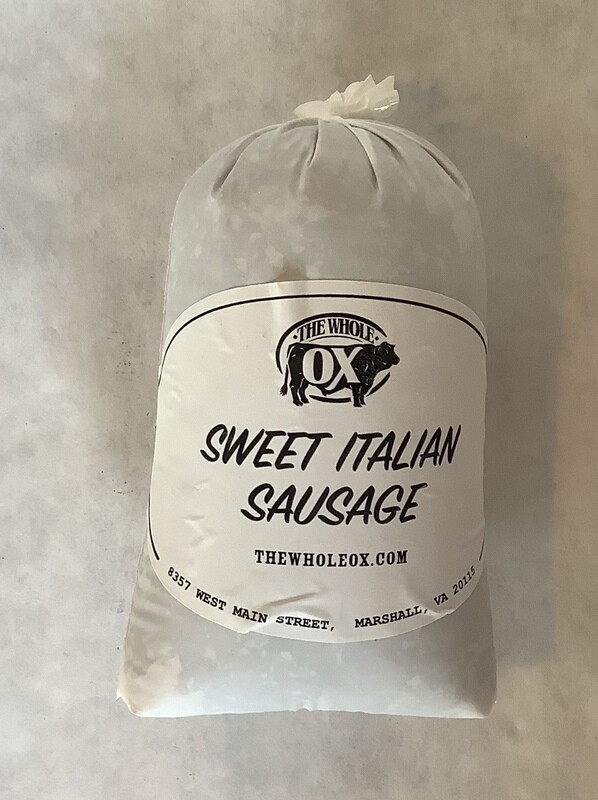 THE WHOLE
OX
SWEET ITALIAN
SAUSAGE
THEWHOLEOX.COM
8357 WEST MAIN STREET, MARSHALL, VA 20115